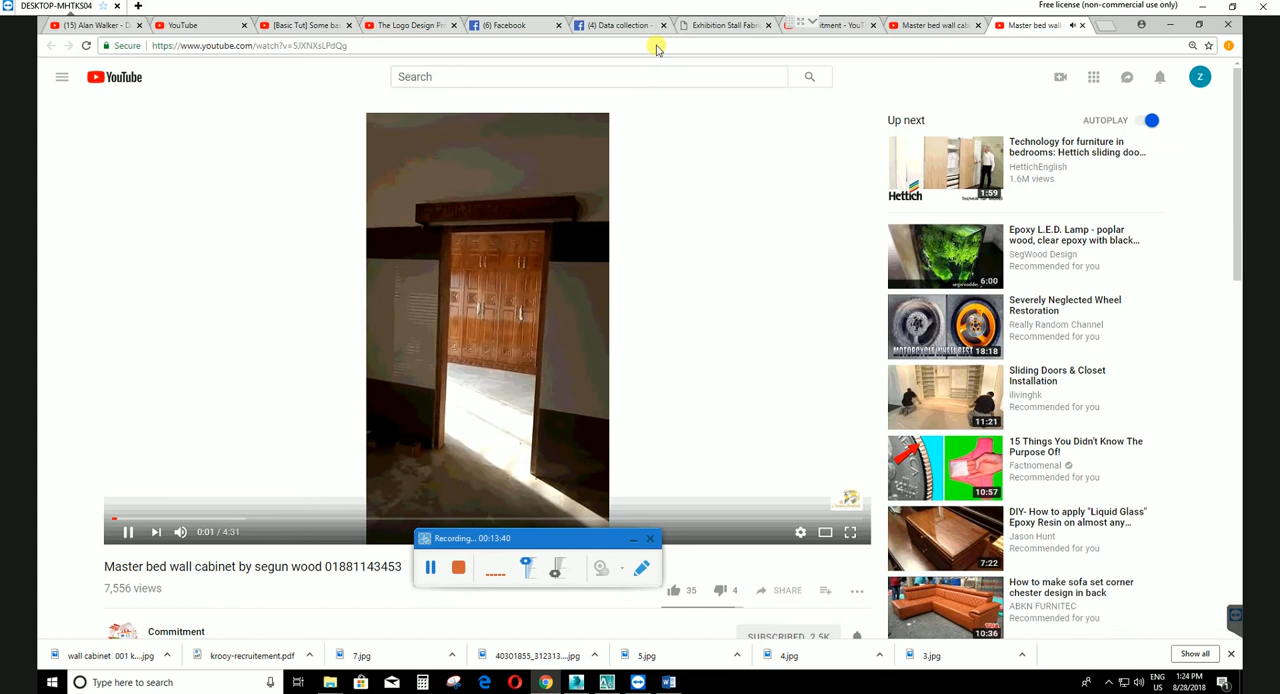 DESKTOP-MHTKS04
Free license (non-commercial use only)
(15) Alan Walker - D
YouTube
[Basic Tut] Some ba
The Logo Design Pr
(6) Facebook
(4) Data collection -
Exhibition Stall Fabri
itment - YouT
Master bed wall cab
Master bed wal
Secure
https://www.youtube.com/watch?v=5JXNXsLPdQg
YouTube
Search
Z
Up next
AUTOPLAY
Technology for furniture in
bedrooms: Hettich sliding doo...
HettichEnglish
1.6M views
Hettich
1:59
Epoxy L.E.D. Lamp - poplar
wood, clear epoxy with black...
SegWood Design
Recommended for you
6:00
Severely Neglected Wheel
Restoration
Really Random Channel
Recommended for you
18:18
Sliding Doors & Closet
Installation
ilivinghk
Recommended for you
11:21
15 Things You Didn't Know The
Purpose Of!
Factnomenal
Recommended for you
10:57
DIY- How to apply "Liquid Glass"
Epoxy Resin on almost any...
Jason Hunt
Recommended for you
7:22
How to make sofa set corner
chester design in back
ABKN FURNITEC
Recommended for you
10:36
0:01 / 4:31
Recording... 00:13:40
Master bed wall cabinet by segun wood 01881143453
7,556 views
35
4
SHARE
Commitment
SUBSCRIBED 2.5K
wall cabinet 001 k....jpg
krooy-recruitement.pdf
7.jpg
40301855_312313....jpg
5.jpg
4.jpg
3.jpg
Show all
Type here to search
ENG
US
1:24 PM
8/28/2018